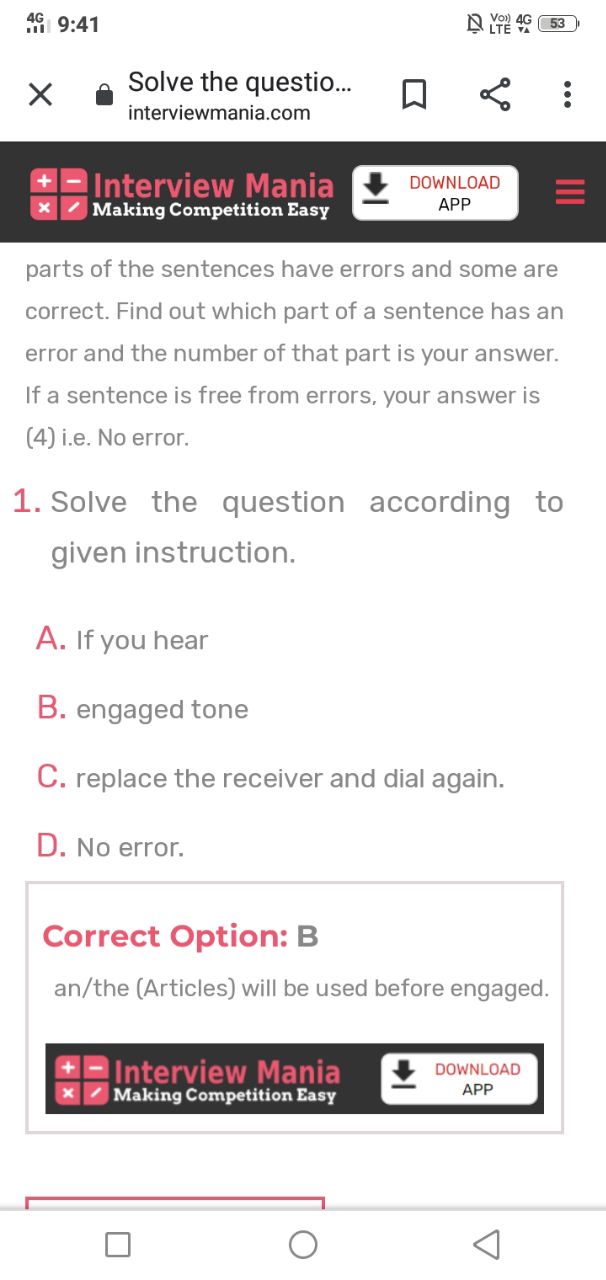 4G 9:41 Vo)) LTE 4G 53
Solve the questio...
interviewmania.com
+ − Interview Mania DOWNLOAD
× / Making Competition Easy APP
parts of the sentences have errors and some are
correct. Find out which part of a sentence has an
error and the number of that part is your answer.
If a sentence is free from errors, your answer is
(4) i.e. No error.
1. Solve the question according to
given instruction.
A. If you hear
B. engaged tone
C. replace the receiver and dial again.
D. No error.
Correct Option: B
an/the (Articles) will be used before engaged.
+ − Interview Mania DOWNLOAD
× / Making Competition Easy APP